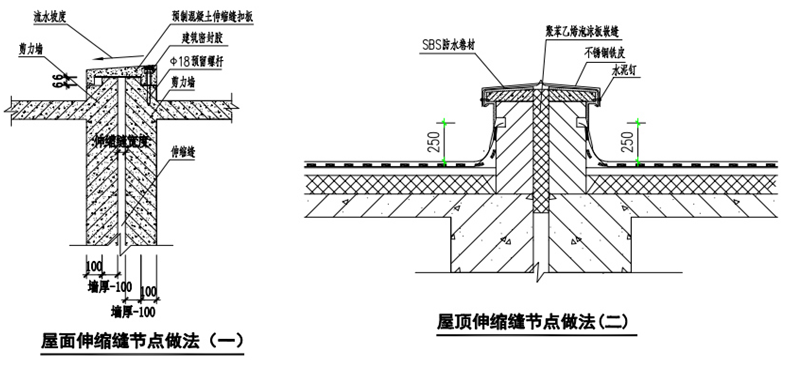 流水坡度
预制混凝土伸缩缝扣板
建筑密封胶
剪力墙
Φ18预留螺杆
剪力墙
66
伸缩缝宽度
伸缩缝
100
墙厚-100
100
墙厚-100
屋面伸缩缝节点做法（一）
聚苯乙烯泡沫板嵌缝
SBS防水卷材
不锈钢铁皮
水泥钉
250
250
屋顶伸缩缝节点做法(二)